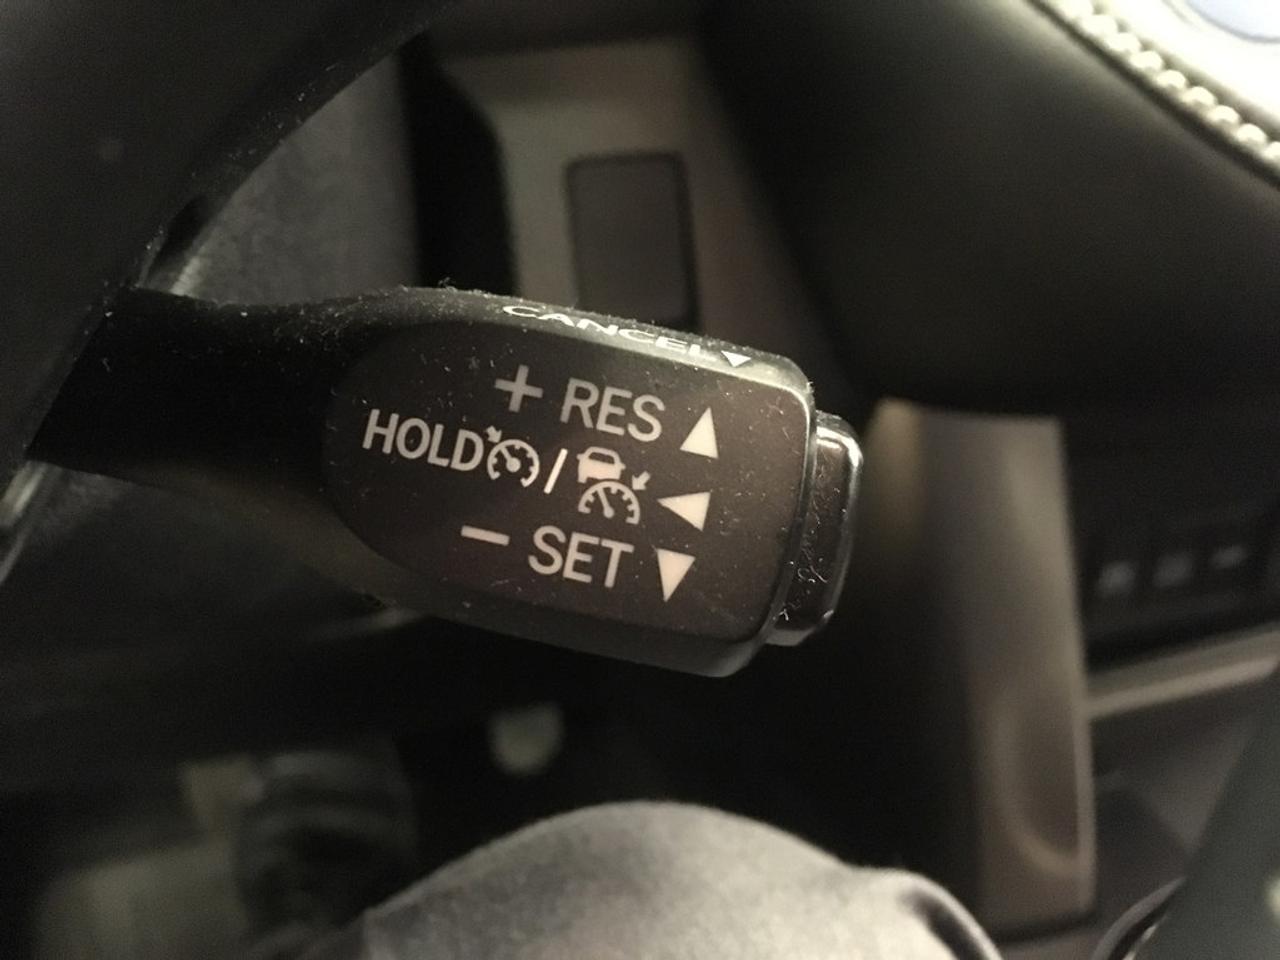 CANCEL
+ RES
HOLD /
− SET